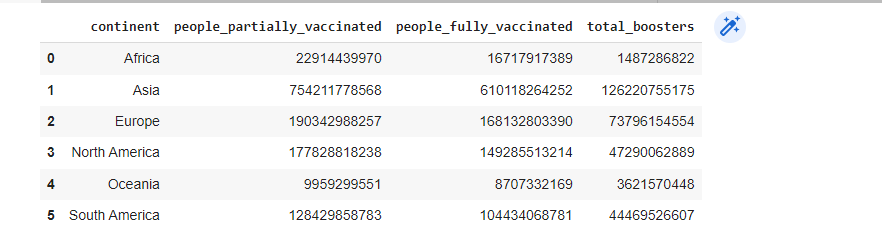 continent people_partially_vaccinated people_fully_vaccinated total_boosters
0 Africa 22914439970 16717917389 1487286822
1 Asia 754211778568 610118264252 126220755175
2 Europe 190342988257 168132803390 73796154554
3 North America 177828818238 149285513214 47290062889
4 Oceania 9959299551 8707332169 3621570448
5 South America 128429858783 104434068781 44469526607